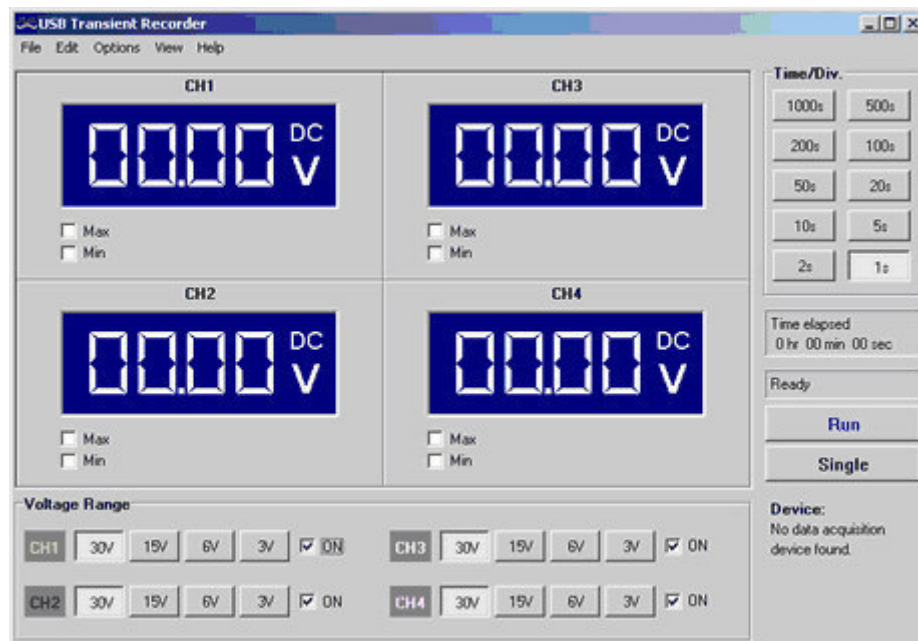 USB Transient Recorder
File Edit Options View Help
CH1
00.00 DC V
Max
Min
CH3
00.00 DC V
Max
Min
CH2
00.00 DC V
Max
Min
CH4
00.00 DC V
Max
Min
Time/Div.
1000s 500s
200s 100s
50s 20s
10s 5s
2s 1s
Time elapsed
0 hr 00 min 00 sec
Ready
Run
Single
Device:
No data acquisition
device found.
Voltage Range
CH1 30V 15V 6V 3V ON
CH3 30V 15V 6V 3V ON
CH2 30V 15V 6V 3V ON
CH4 30V 15V 6V 3V ON